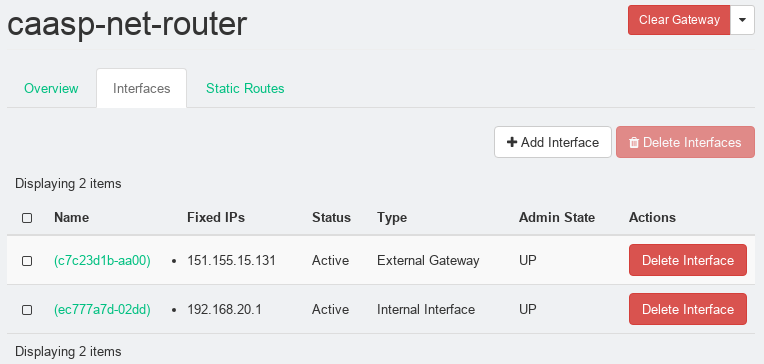 caasp-net-router
Clear Gateway
Overview Interfaces Static Routes
Add Interface Delete Interfaces
Displaying 2 items
Name Fixed IPs Status Type Admin State Actions
(c7c23d1b-aa00) • 151.155.15.131 Active External Gateway UP Delete Interface
(ec777a7d-02dd) • 192.168.20.1 Active Internal Interface UP Delete Interface
Displaying 2 items